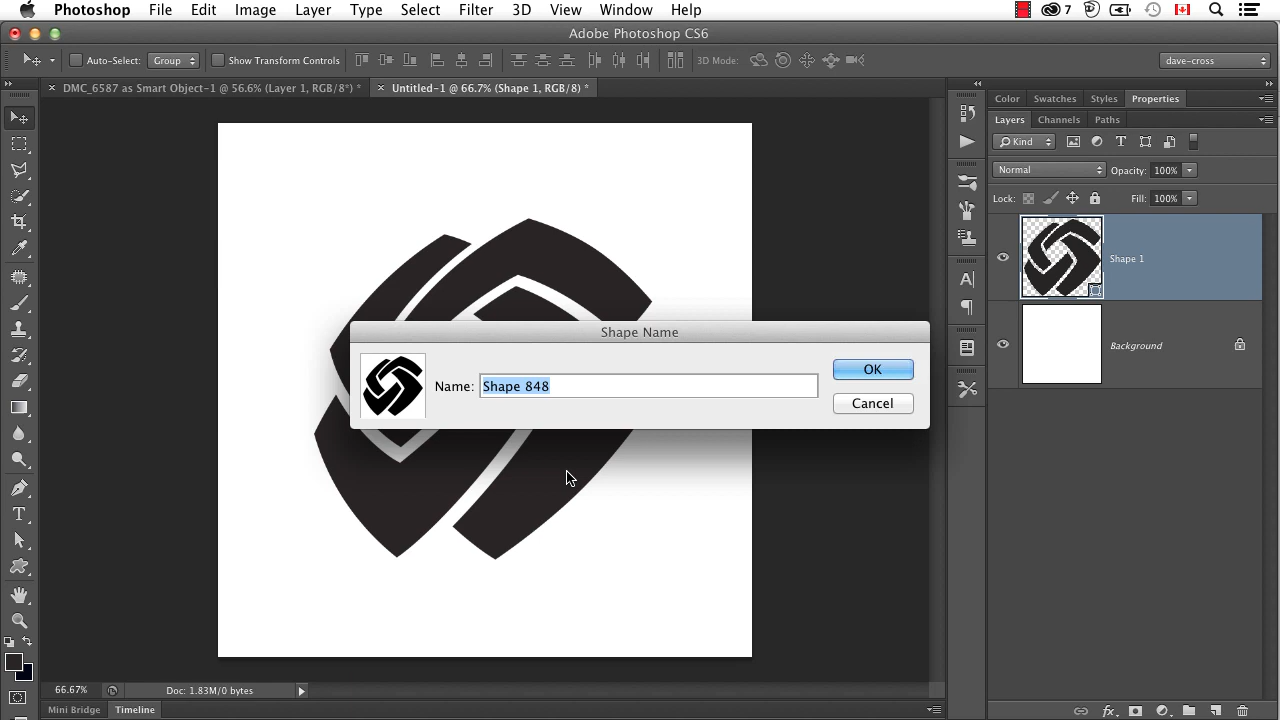 Photoshop File Edit Image Layer Type Select Filter 3D View Window Help 7
Adobe Photoshop CS6
Auto-Select: Group Show Transform Controls 3D Mode: dave-cross
DMC_6587 as Smart Object-1 @ 56.6% (Layer 1, RGB/8*) * Untitled-1 @ 66.7% (Shape 1, RGB/8) *
Color Swatches Styles Properties
Layers Channels Paths
Kind
Normal Opacity: 100%
Lock: Fill: 100%
Shape 1
Background
Shape Name
Name: Shape 848
OK
Cancel
66.67% Doc: 1.83M/0 bytes
Mini Bridge Timeline